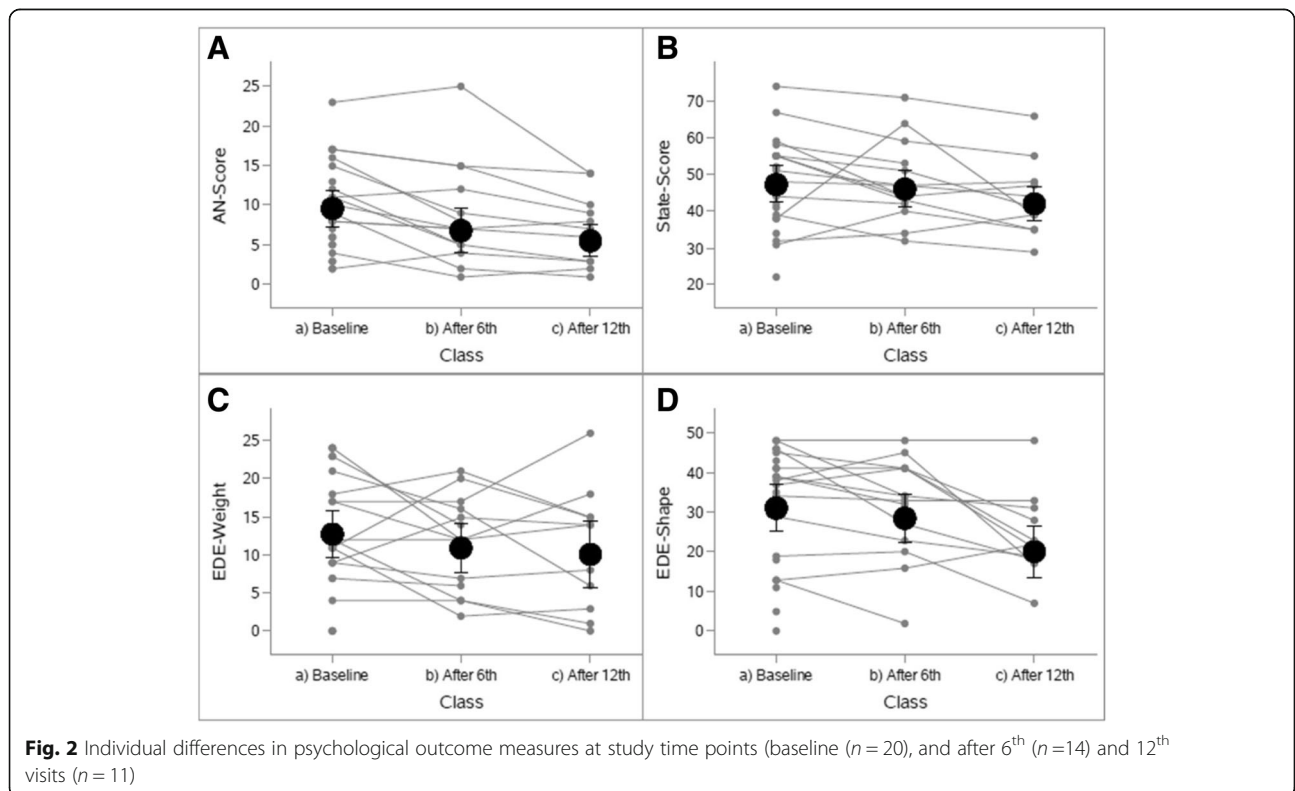 A
AN-Score
25
20
15
10
5
0
a) Baseline
b) After 6th
c) After 12th
Class
B
State-Score
70
60
50
40
30
20
a) Baseline
b) After 6th
c) After 12th
Class
C
EDE-Weight
25
20
15
10
5
0
a) Baseline
b) After 6th
c) After 12th
Class
D
EDE-Shape
50
40
30
20
10
0
a) Baseline
b) After 6th
c) After 12th
Class
Fig. 2 Individual differences in psychological outcome measures at study time points (baseline (n = 20), and after 6th (n =14) and 12th
visits (n = 11)